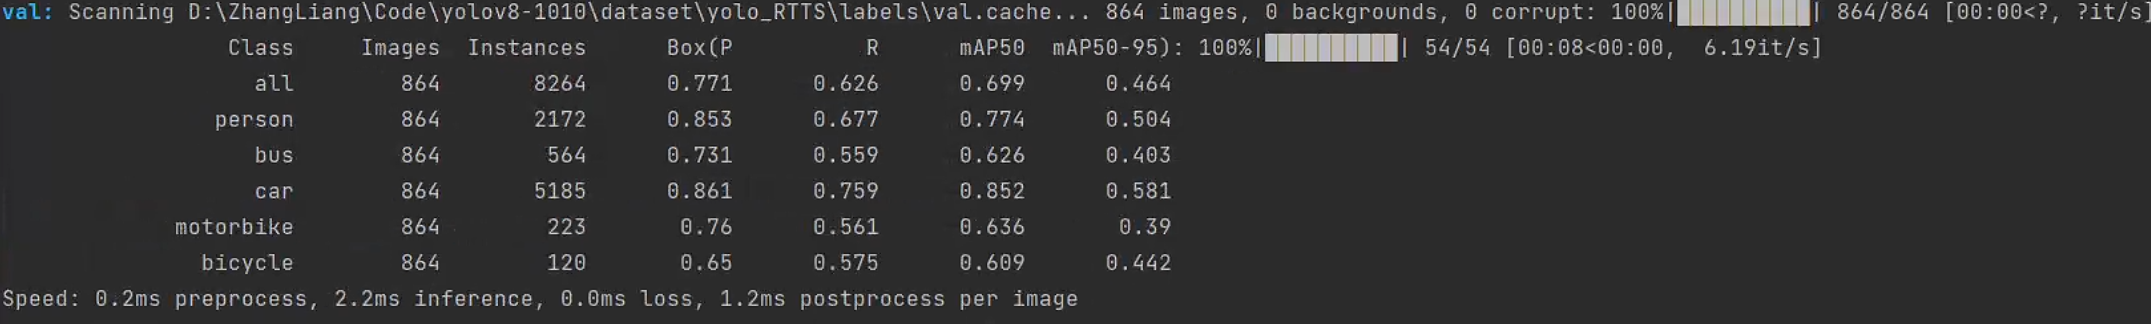 val: Scanning D:\ZhangLiang\Code\yolov8-1010\dataset\yolo_RTTS\labels\val.cache... 864 images, 0 backgrounds, 0 corrupt: 100%|██████████| 864/864 [00:00<?, ?it/s]
Class Images Instances Box(P R mAP50 mAP50-95): 100%|██████████| 54/54 [00:08<00:00, 6.19it/s]
all 864 8264 0.771 0.626 0.699 0.464
person 864 2172 0.853 0.677 0.774 0.504
bus 864 564 0.731 0.559 0.626 0.403
car 864 5185 0.861 0.759 0.852 0.581
motorbike 864 223 0.76 0.561 0.636 0.39
bicycle 864 120 0.65 0.575 0.609 0.442
Speed: 0.2ms preprocess, 2.2ms inference, 0.0ms loss, 1.2ms postprocess per image